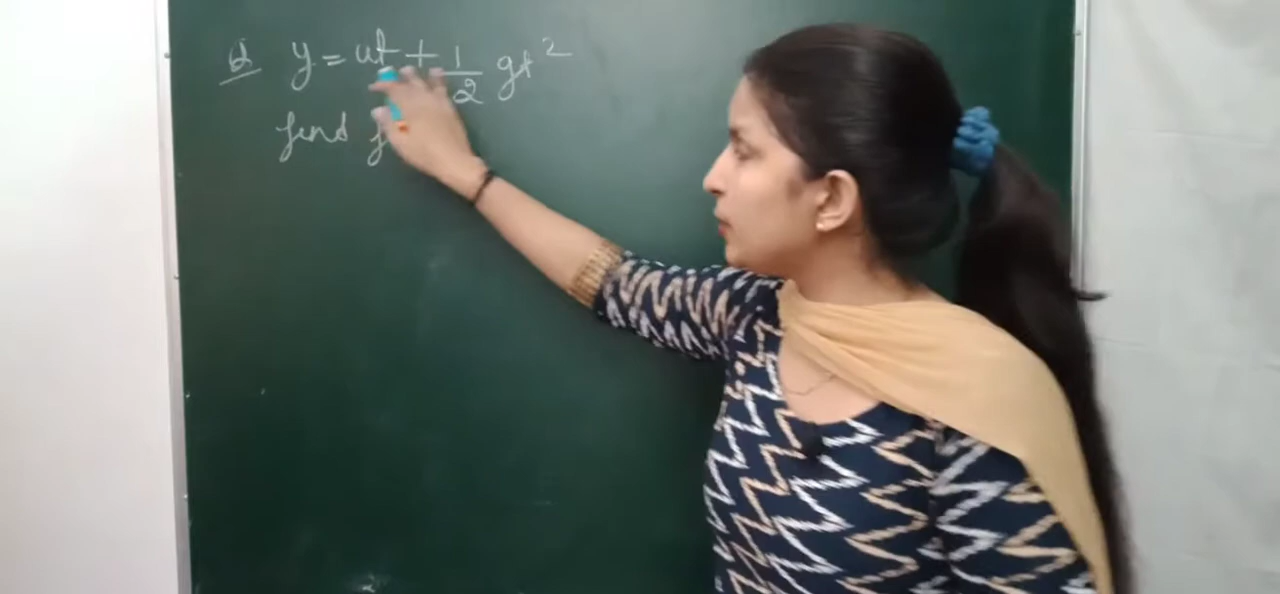 Q y = ut + 1/2 gt²
find